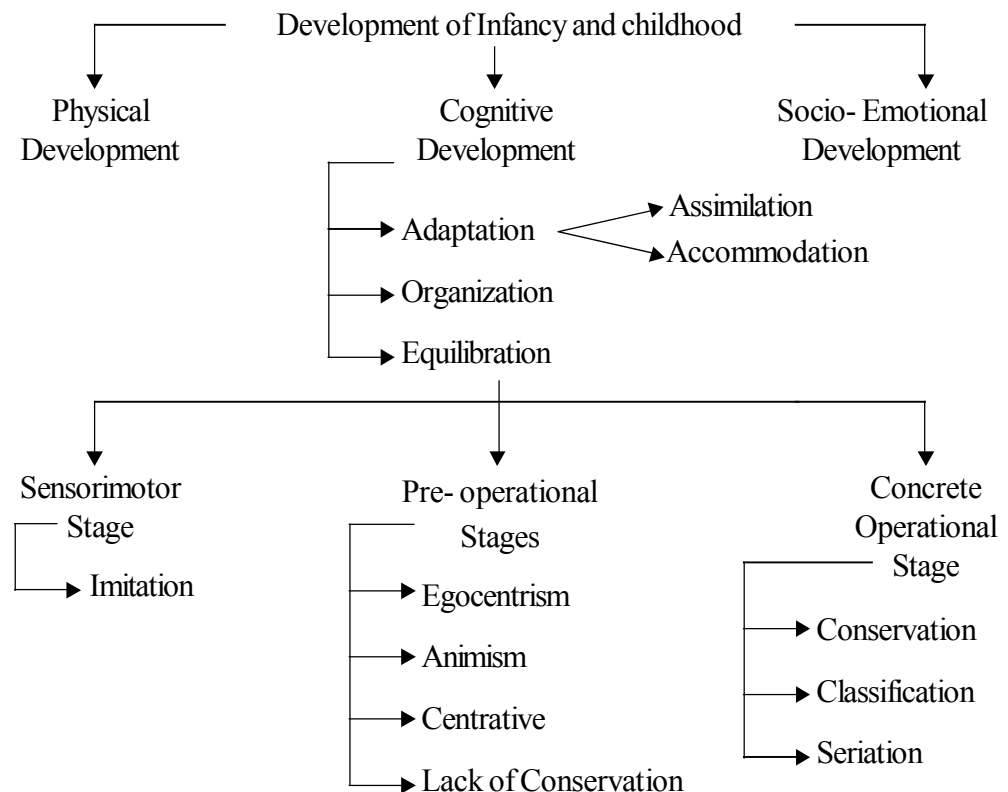 Development of Infancy and childhood
Physical
Development
Cognitive
Development
Socio- Emotional
Development
Adaptation
Assimilation
Accommodation
Organization
Equilibration
Sensorimotor
Stage
Imitation
Pre- operational
Stages
Egocentrism
Animism
Centrative
Lack of Conservation
Concrete
Operational
Stage
Conservation
Classification
Seriation